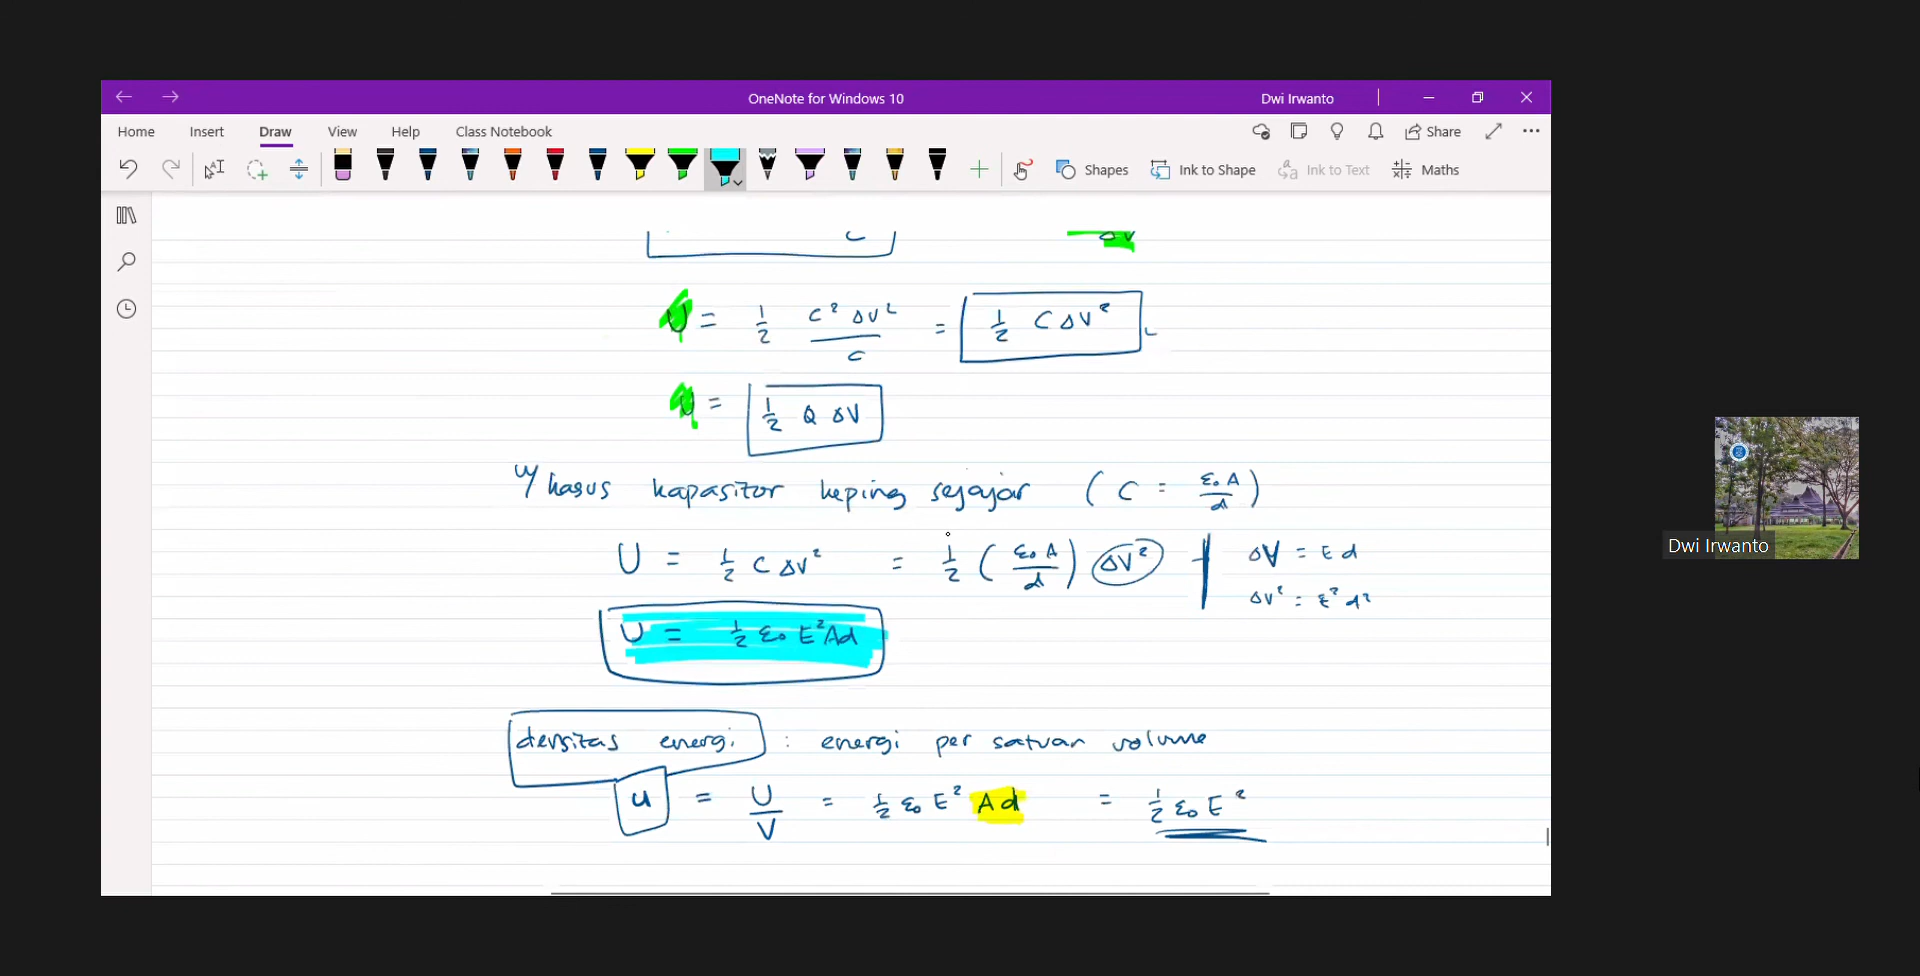 OneNote for Windows 10
Dwi Irwanto
Home Insert Draw View Help Class Notebook
Share
Shapes Ink to Shape Ink to Text Maths
C ΔV
U = 1/2 C² ΔV²/C = 1/2 C ΔV²
U = 1/2 Q ΔV
u/ kasus kapasitor keping sejajar ( C = ε₀ A/d )
U = 1/2 C ΔV² = 1/2 ( ε₀ A/d ) ΔV² ΔV = E d
ΔV² = E² d²
U = 1/2 ε₀ E² Ad
densitas energi : energi per satuan volume
u = U/V = 1/2 ε₀ E² Ad = 1/2 ε₀ E²
Dwi Irwanto